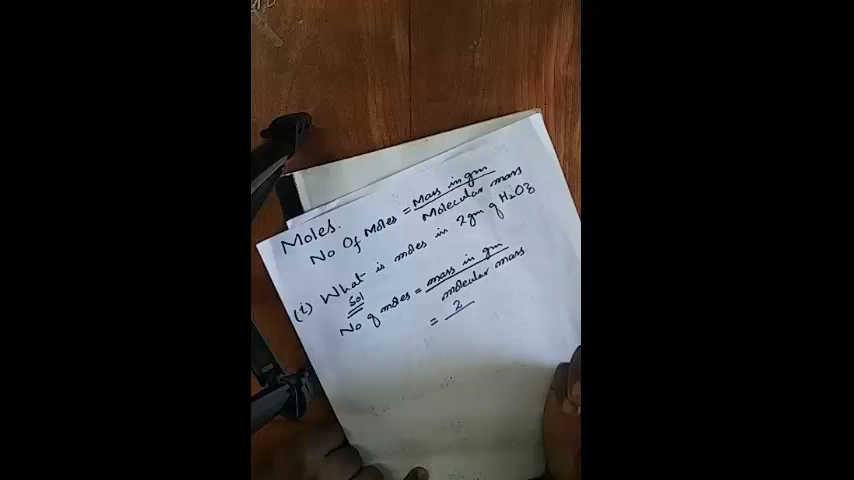 Moles.
No Of Moles = Mass in gm
Molecular mass
(i) What is moles in 2gm of H₂O?
Sol
No of moles = mass in gm
molecular mass
= 2